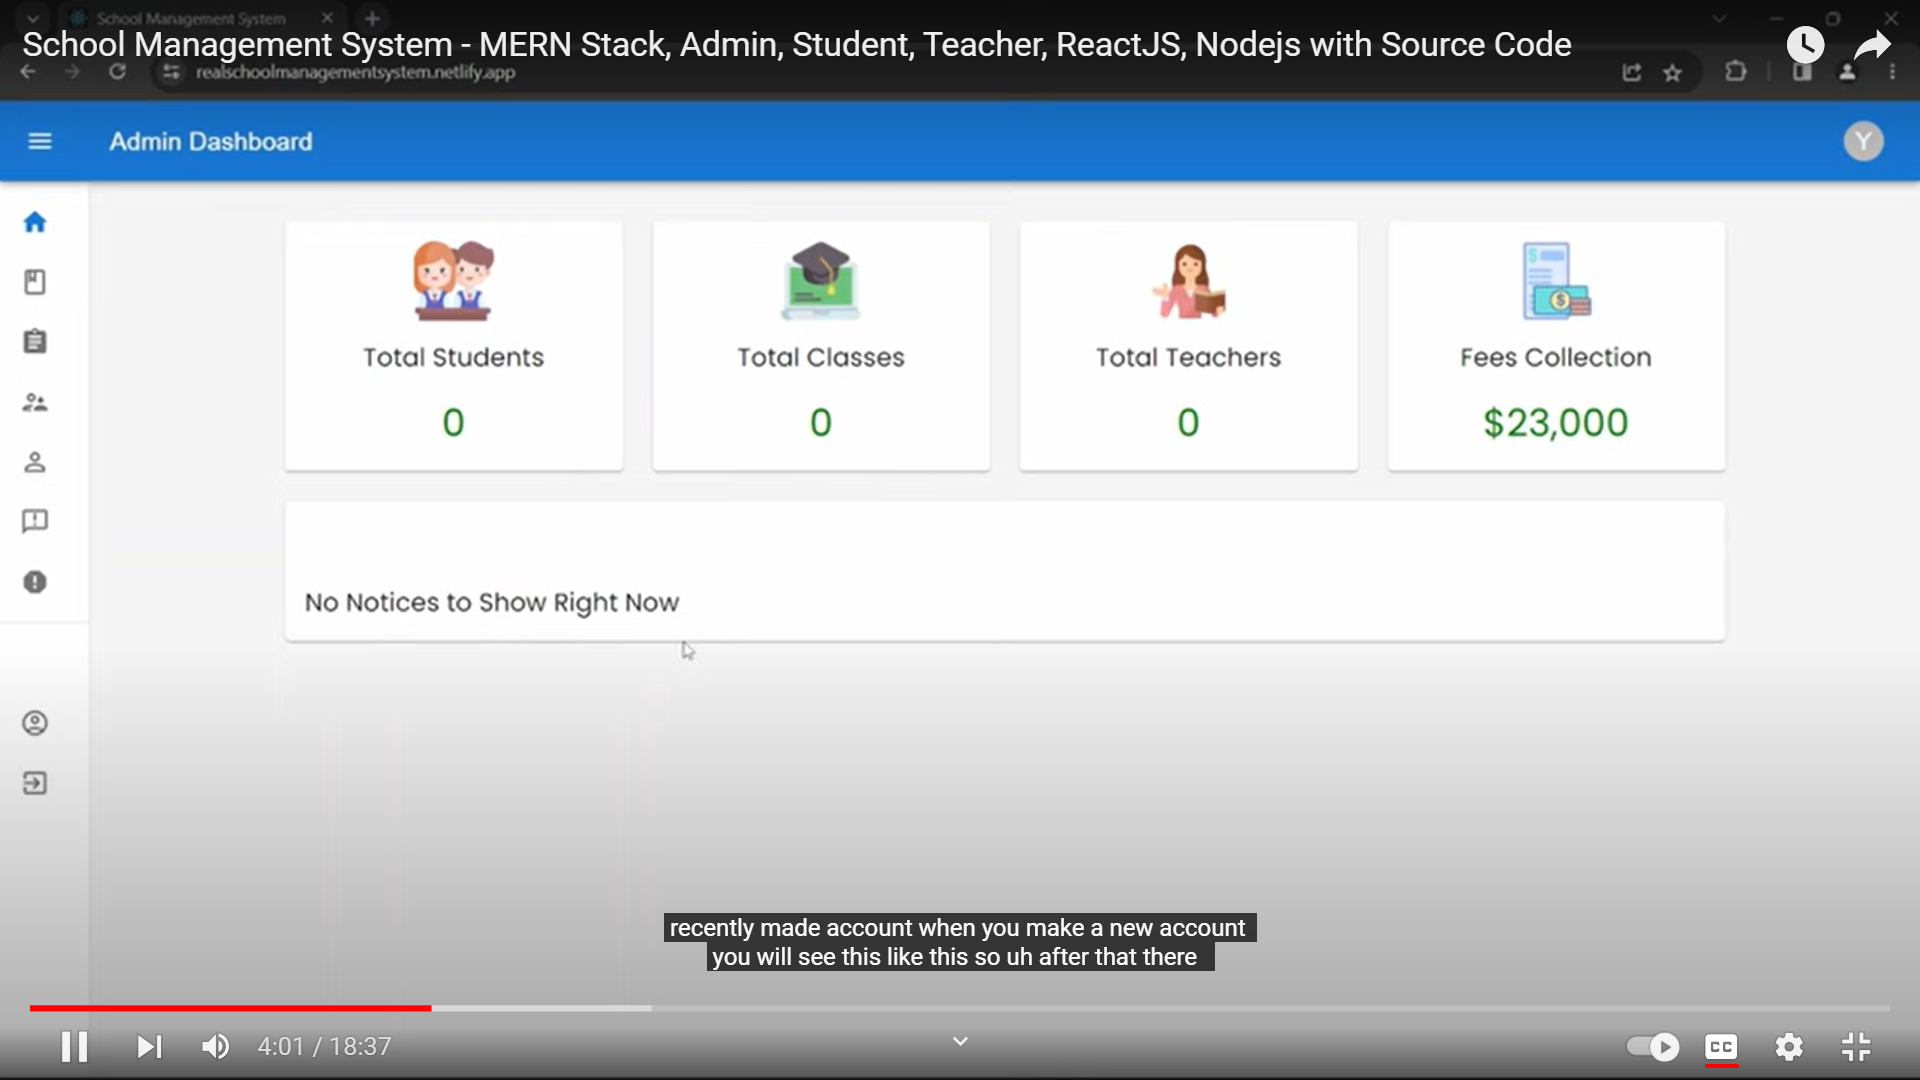 School Management System
School Management System - MERN Stack, Admin, Student, Teacher, ReactJS, Nodejs with Source Code
realschoolmanagementsystem.netlify.app
Admin Dashboard
Y
Total Students
0
Total Classes
0
Total Teachers
0
Fees Collection
$23,000
No Notices to Show Right Now
recently made account when you make a new account
you will see this like this so uh after that there
4:01 / 18:37
CC